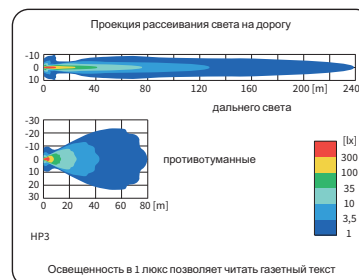 Проекция рассеивания света на дорогу
-10
0
10
0 40 80 120 160 200 [m] 240
дальнего света
-30
-20
-10
0
10
20
30
0 20 40 60 80 [m]
противотуманные
[lx]
300
100
35
10
3,5
1
HP3
Освещенность в 1 люкс позволяет читать газетный текст